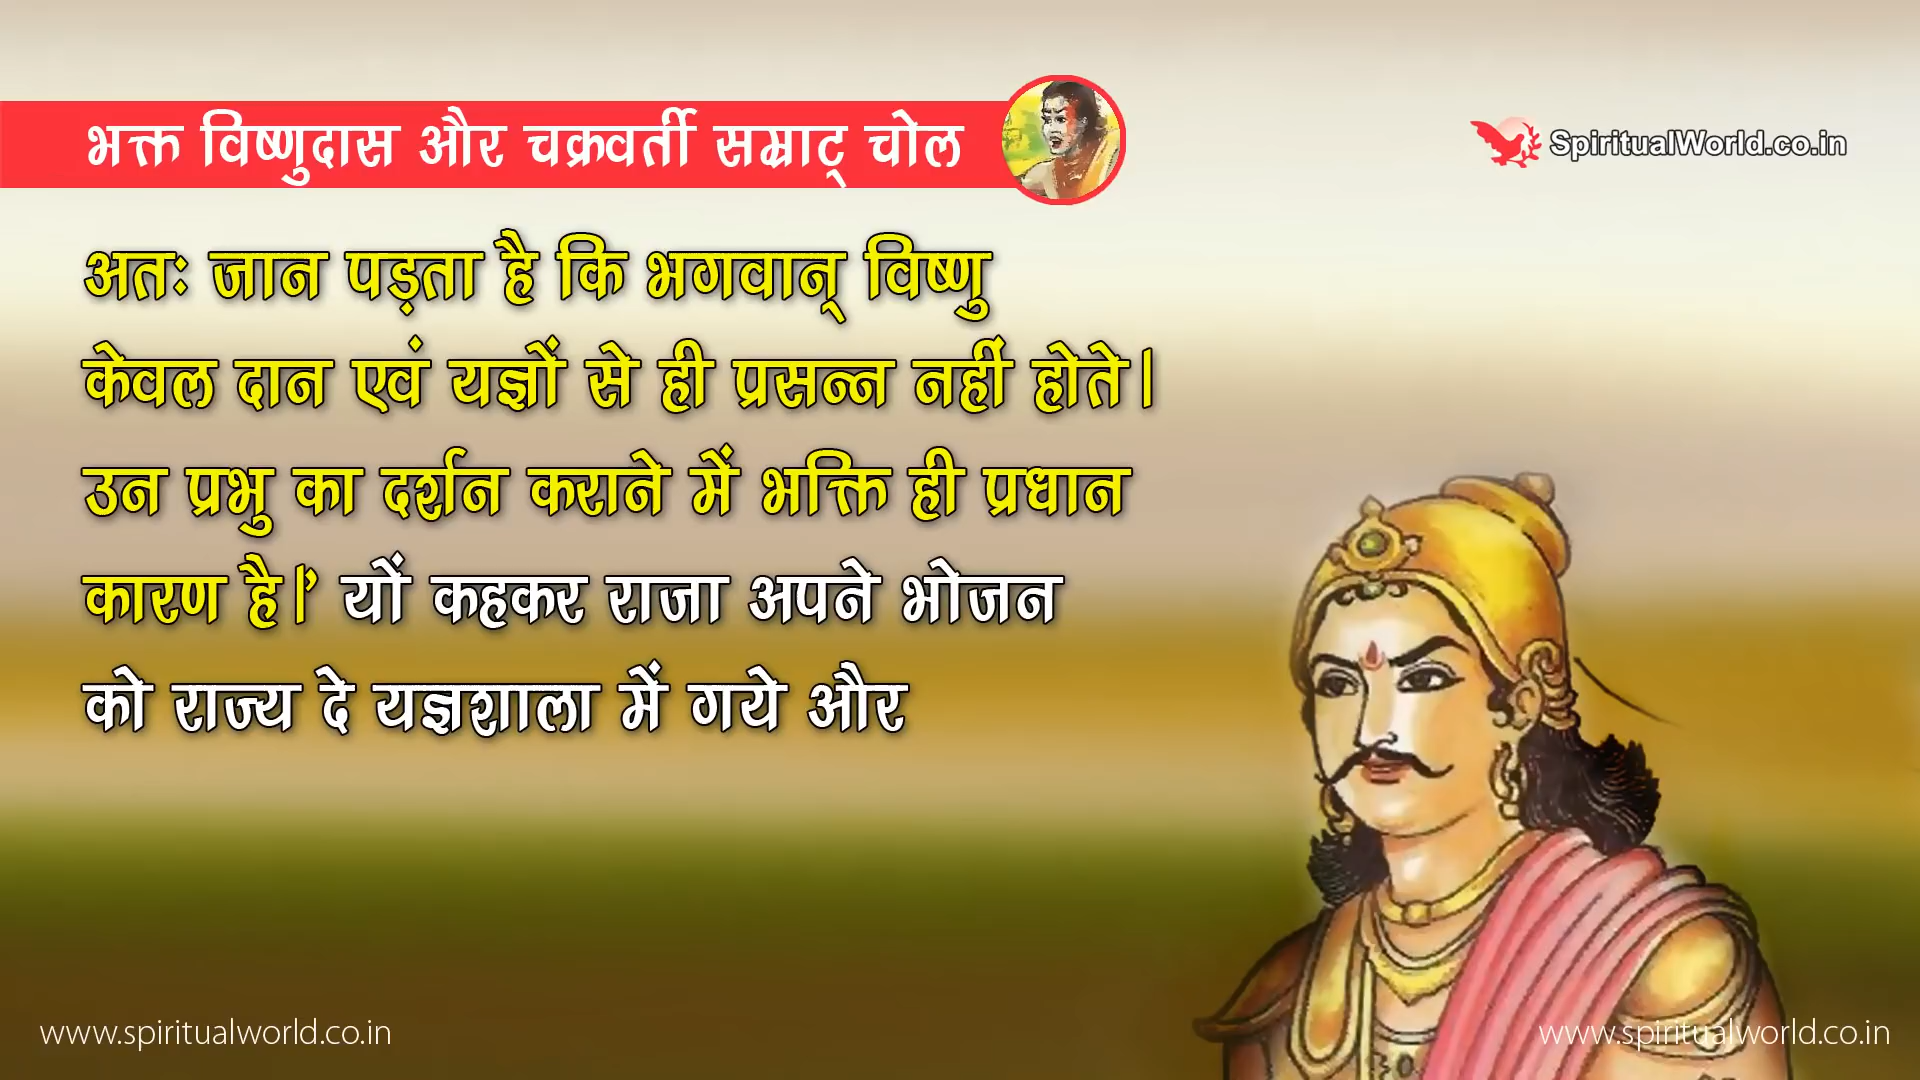 भक्त विष्णुदास और चक्रवर्ती सम्राट् चोल
SpiritualWorld.co.in
अतः जान पड़ता है कि भगवान् विष्णु
केवल दान एवं यज्ञों से ही प्रसन्न नहीं होते।
उन प्रभु का दर्शन कराने में भक्ति ही प्रधान
कारण है।’ यों कहकर राजा अपने भोजन
को राज्य दे यज्ञशाला में गये और
www.spiritualworld.co.in
www.spiritualworld.co.in